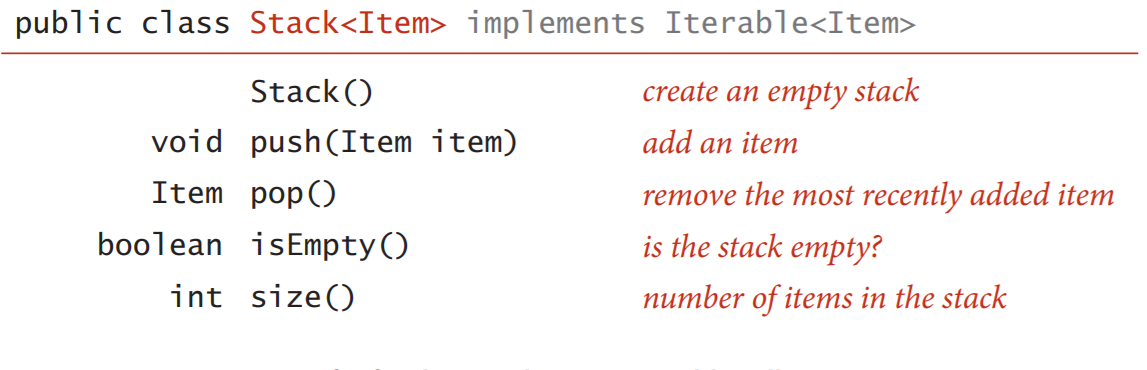 public class Stack<Item> implements Iterable<Item>
Stack() create an empty stack
void push(Item item) add an item
Item pop() remove the most recently added item
boolean isEmpty() is the stack empty?
int size() number of items in the stack